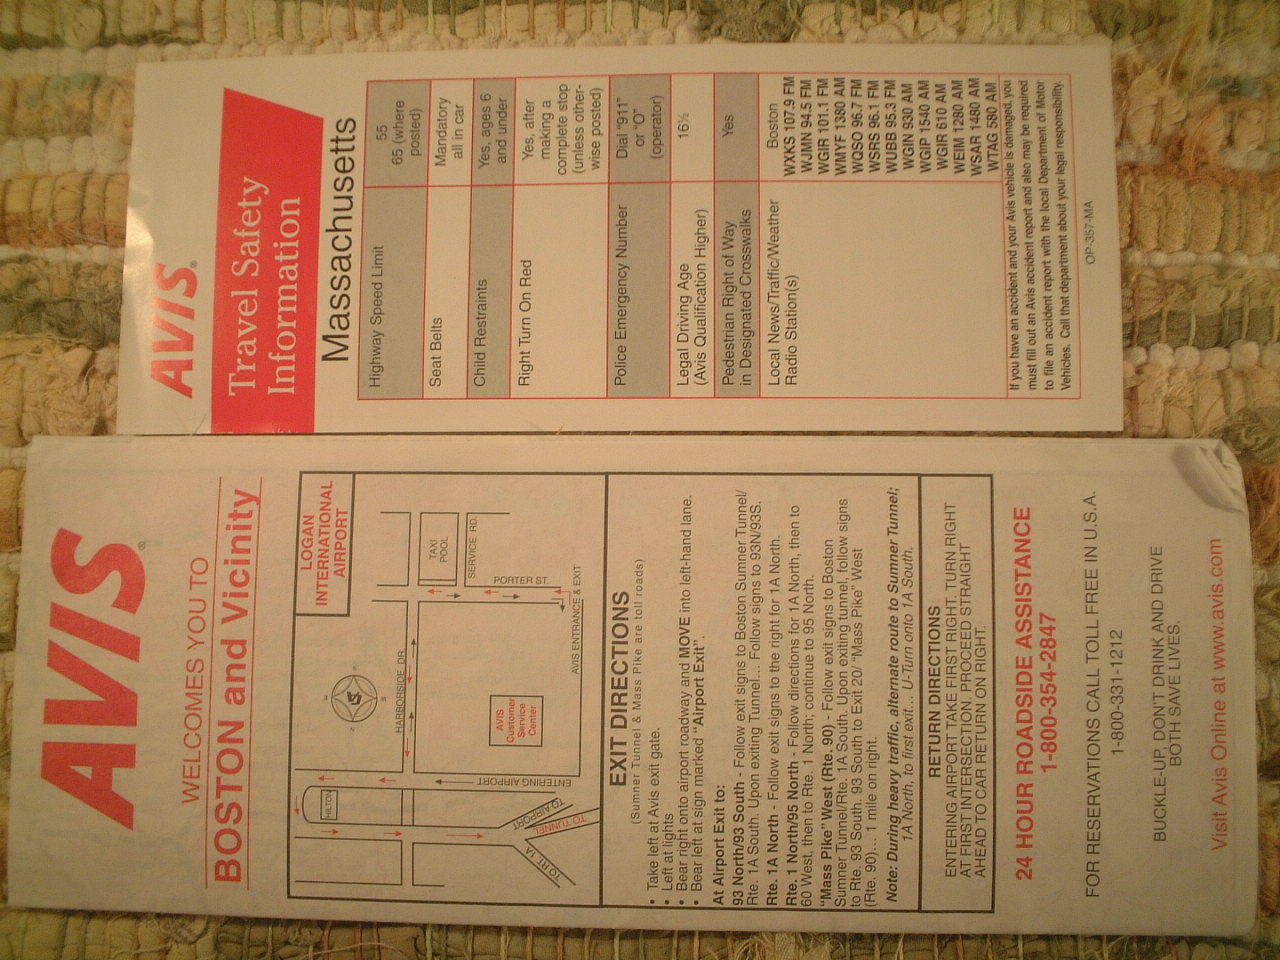 AVIS®
WELCOMES YOU TO
BOSTON and Vicinity
LOGAN
INTERNATIONAL
AIRPORT
HILTON
HARBORSIDE DR.
TAXI
POOL
SERVICE RD.
PORTER ST.
AVIS
Customer
Service
Center
ENTERING AIRPORT
AVIS ENTRANCE & EXIT
TO AIRPORT
TO TUNNEL
TO RT. 1A
EXIT DIRECTIONS
(Sumner Tunnel & Mass Pike are toll roads)
• Take left at Avis exit gate.
• Left at lights
• Bear right onto airport roadway and MOVE into left-hand lane.
• Bear left at sign marked "Airport Exit".
At Airport Exit to:
93 North/93 South - Follow exit signs to Boston Sumner Tunnel/
Rte. 1A South. Upon exiting Tunnel... Follow signs to 93N/93S.
Rte. 1A North - Follow exit signs to the right for 1A North.
Rte. 1 North/95 North - Follow directions for 1A North, then to
60 West, then to Rte. 1 North; continue to 95 North.
"Mass Pike" West (Rte. 90) - Follow exit signs to Boston
Sumner Tunnel/Rte. 1A South. Upon exiting tunnel, follow signs
to Rte. 93 South. 93 South to Exit 20/ "Mass Pike" West
(Rte. 90)... 1 mile on right.
Note: During heavy traffic, alternate route to Sumner Tunnel;
1A North, to first exit... U-Turn onto 1A South.
RETURN DIRECTIONS
ENTERING AIRPORT TAKE FIRST RIGHT. TURN RIGHT
AT FIRST INTERSECTION. PROCEED STRAIGHT
AHEAD TO CAR RETURN ON RIGHT.
24 HOUR ROADSIDE ASSISTANCE
1-800-354-2847
FOR RESERVATIONS CALL TOLL FREE IN U.S.A.
1-800-331-1212
BUCKLE-UP, DON'T DRINK AND DRIVE
BOTH SAVE LIVES.
Visit Avis Online at www.avis.com
AVIS®
Travel Safety
Information
Massachusetts
Highway Speed Limit 55
65 (where
posted)
Seat Belts Mandatory
all in car
Child Restraints Yes, ages 6
and under
Right Turn On Red Yes, after
making a
complete stop
(unless other-
wise posted)
Police Emergency Number Dial "911"
or "O"
(operator)
Legal Driving Age 16½
(Avis Qualification Higher)
Pedestrian Right of Way Yes
in Designated Crosswalks
Local News/Traffic/Weather Boston
Radio Station(s) WXKS 107.9 FM
WJMN 94.5 FM
WGIR 101.1 FM
WMYF 1380 AM
WQSO 96.7 FM
WSRS 96.1 FM
WUBB 95.3 FM
WGIN 930 AM
WGIP 1540 AM
WGIR 610 AM
WEIM 1280 AM
WSAR 1480 AM
WTAG 580 AM
If you have an accident and your Avis vehicle is damaged, you
must fill out an Avis accident report and also may be required
to file an accident report with the local Department of Motor
Vehicles. Call that department about your legal responsibility.
OP-357-MA